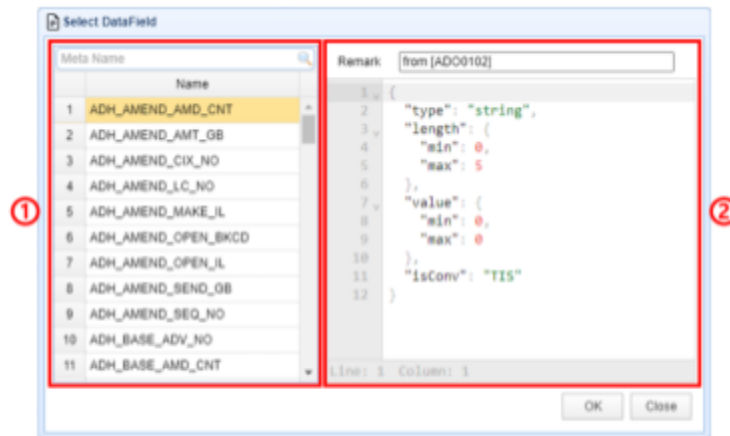 Select DataField
Meta Name
Name
1 ADH_AMEND_AMD_CNT
2 ADH_AMEND_AMT_GB
3 ADH_AMEND_CIX_NO
4 ADH_AMEND_LC_NO
5 ADH_AMEND_MAKE_IL
6 ADH_AMEND_OPEN_BKCD
7 ADH_AMEND_OPEN_IL
8 ADH_AMEND_SEND_GB
9 ADH_AMEND_SEQ_NO
10 ADH_BASE_ADV_NO
11 ADH_BASE_AMD_CNT
①
Remark from [ADO0102]
1 {
2 "type": "string",
3 "length": {
4 "min": 0,
5 "max": 5
6 },
7 "value": {
8 "min": 0,
9 "max": 0
10 },
11 "isConv": "TIS"
12 }
Line: 1 Column: 1
②
OK Close